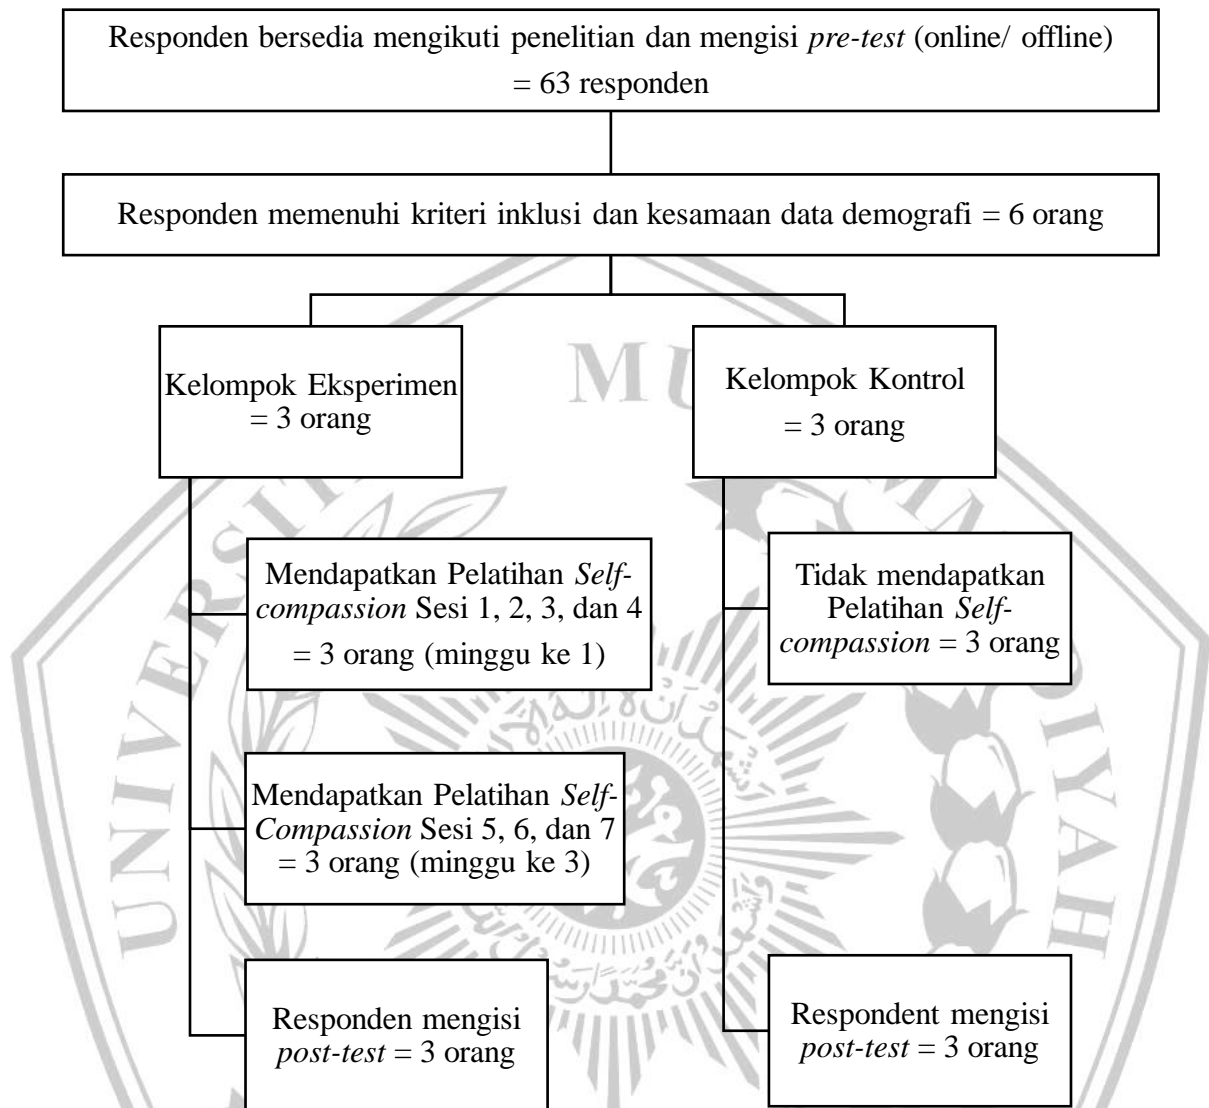 Responden bersedia mengikuti penelitian dan mengisi pre-test (online/ offline)
= 63 responden
Responden memenuhi kriteri inklusi dan kesamaan data demografi = 6 orang
Kelompok Eksperimen
= 3 orang
Kelompok Kontrol
= 3 orang
Mendapatkan Pelatihan Self-
compassion Sesi 1, 2, 3, dan 4
= 3 orang (minggu ke 1)
Tidak mendapatkan
Pelatihan Self-
compassion = 3 orang
Mendapatkan Pelatihan Self-
Compassion Sesi 5, 6, dan 7
= 3 orang (minggu ke 3)
Responden mengisi
post-test = 3 orang
Respondent mengisi
post-test = 3 orang